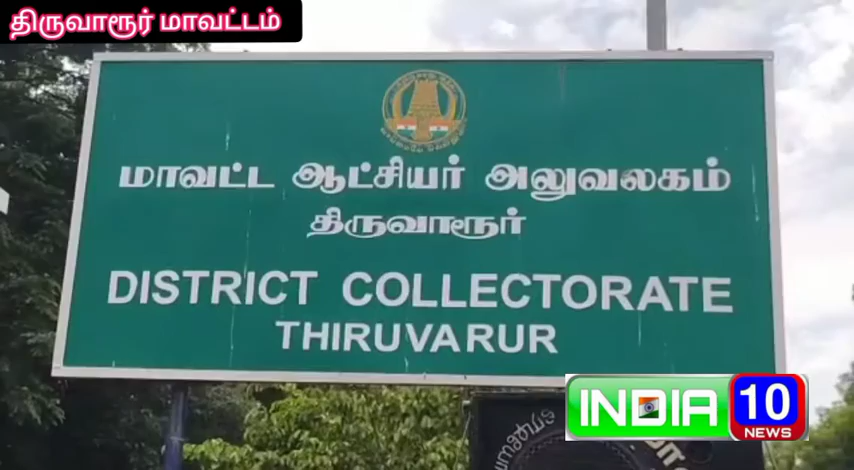 திருவாரூர் மாவட்டம்
மாவட்ட ஆட்சியர் அலுவலகம்
திருவாரூர்
DISTRICT COLLECTORATE
THIRUVARUR
INDIA 10
NEWS